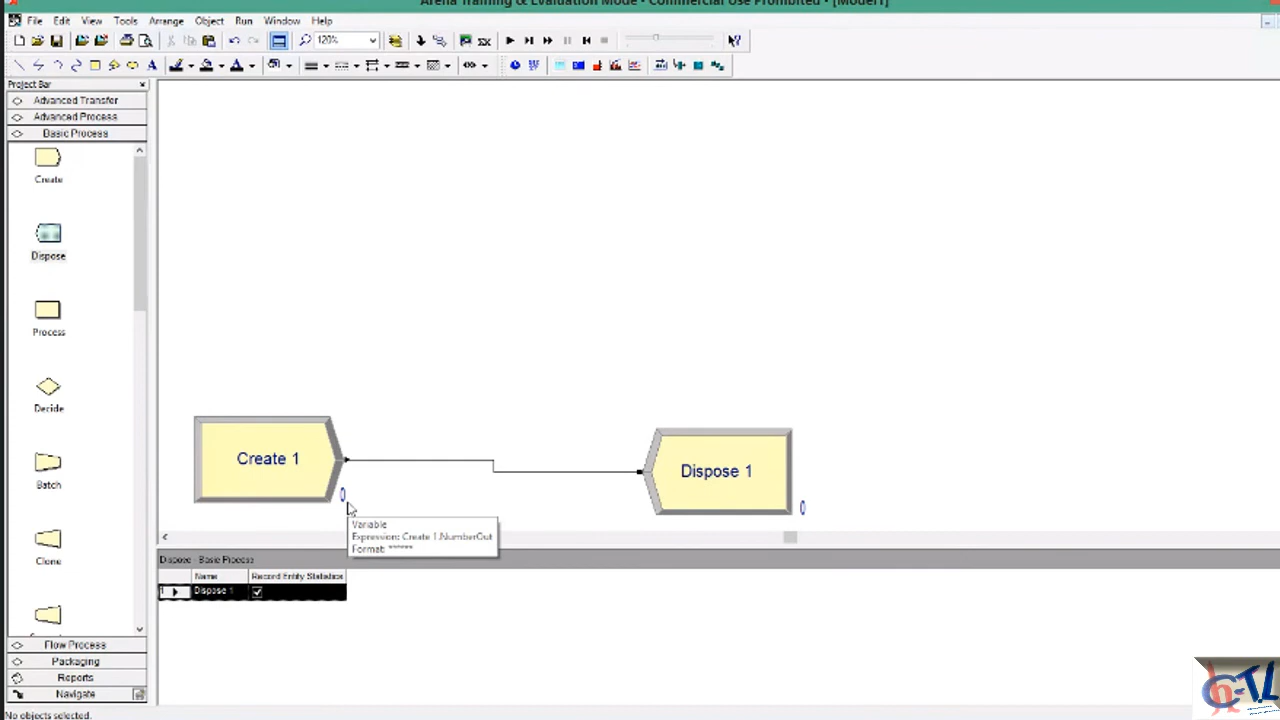 Arena Training & Evaluation Mode - Commercial Use Prohibited - [Model1]
File Edit View Tools Arrange Object Run Window Help
120%
Project Bar
Advanced Transfer
Advanced Process
Basic Process
Create
Dispose
Process
Decide
Batch
Clone
Create 1
0
Dispose 1
0
Variable
Expression: Create 1.NumberOut
Format: *****
Dispose - Basic Process
Name Record Entity Statistics
1 Dispose 1
Flow Process
Packaging
Reports
Navigate
No objects selected.